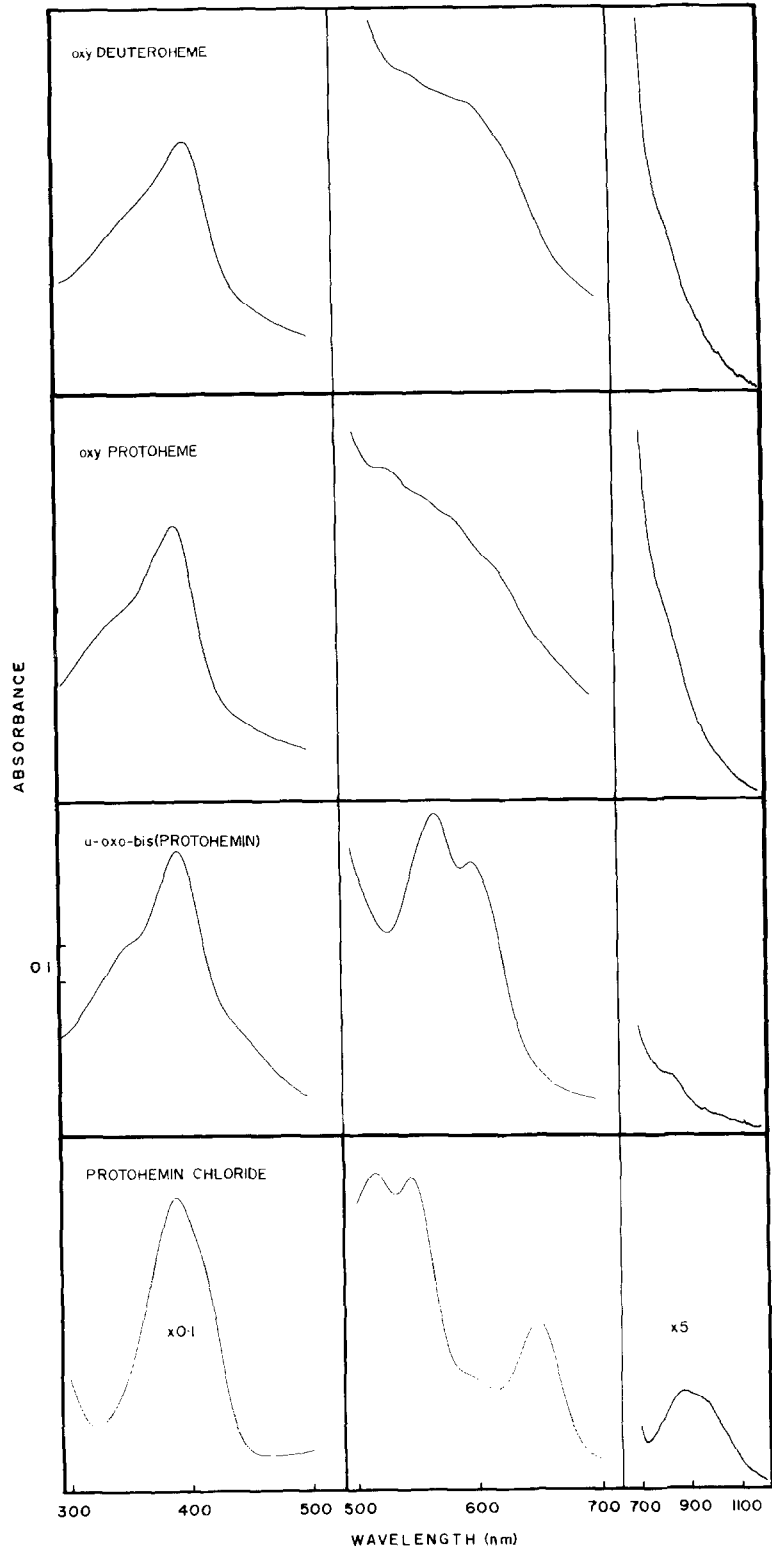 oxy DEUTEROHEME
oxy PROTOHEME
ABSORBANCE
u-oxo-bis(PROTOHEMIN)
0·1
PROTOHEMIN CHLORIDE
x0·1
x5
300 400 500 500 600 700 700 900 1100
WAVELENGTH (nm)